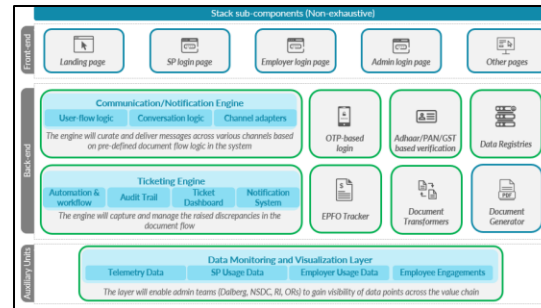 Stack sub-components (Non-exhaustive)
Front-end
Landing page
SP login page
Employer login page
Admin login page
Other pages
Back-end
Communication/Notification Engine
User-flow logic
Conversation logic
Channel adapters
The engine will curate and deliver messages across various channels based
on pre-defined document flow logic in the system
OTP-based
login
Adhaar/PAN/GST
based verification
Data Registries
Ticketing Engine
Automation &
workflow
Audit Trail
Ticket
Dashboard
Notification
System
The engine will capture and manage the raised discrepancies in the
document flow
EPFO Tracker
Document
Transformers
PDF
Document
Generator
Auxiliary Units
Data Monitoring and Visualization Layer
Telemetry Data
SP Usage Data
Employer Usage Data
Employee Engagements
The layer will enable admin teams (Dalberg, NSDC, RI, ORs) to gain visibility of data points across the value chain